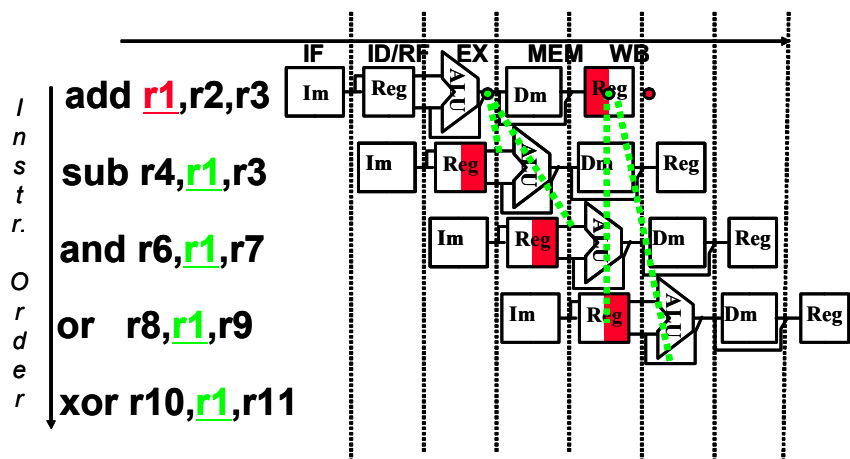 IF ID/RF EX MEM WB
Instr. Order
add r1,r2,r3
Im Reg ALU Dm Reg
sub r4,r1,r3
Im Reg ALU Dm Reg
and r6,r1,r7
Im Reg ALU Dm Reg
or r8,r1,r9
Im Reg ALU Dm Reg
xor r10,r1,r11